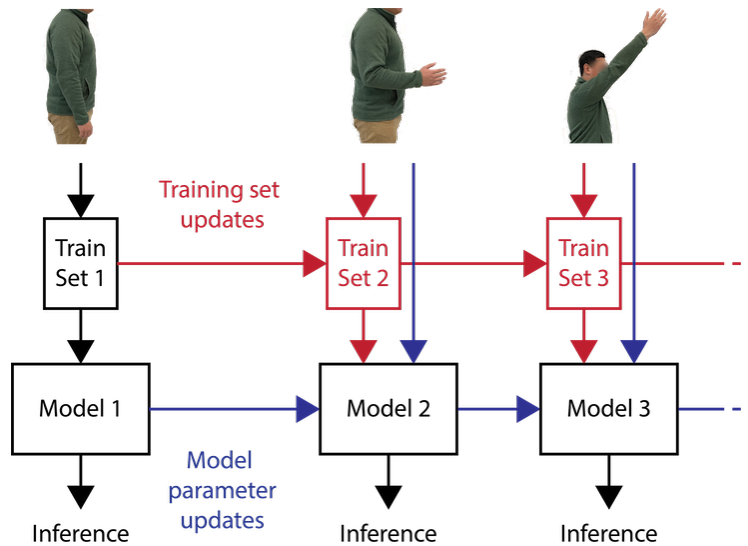 Training set
updates
Train
Set 1
Train
Set 2
Train
Set 3
Model 1
Model 2
Model 3
Model
parameter
updates
Inference
Inference
Inference